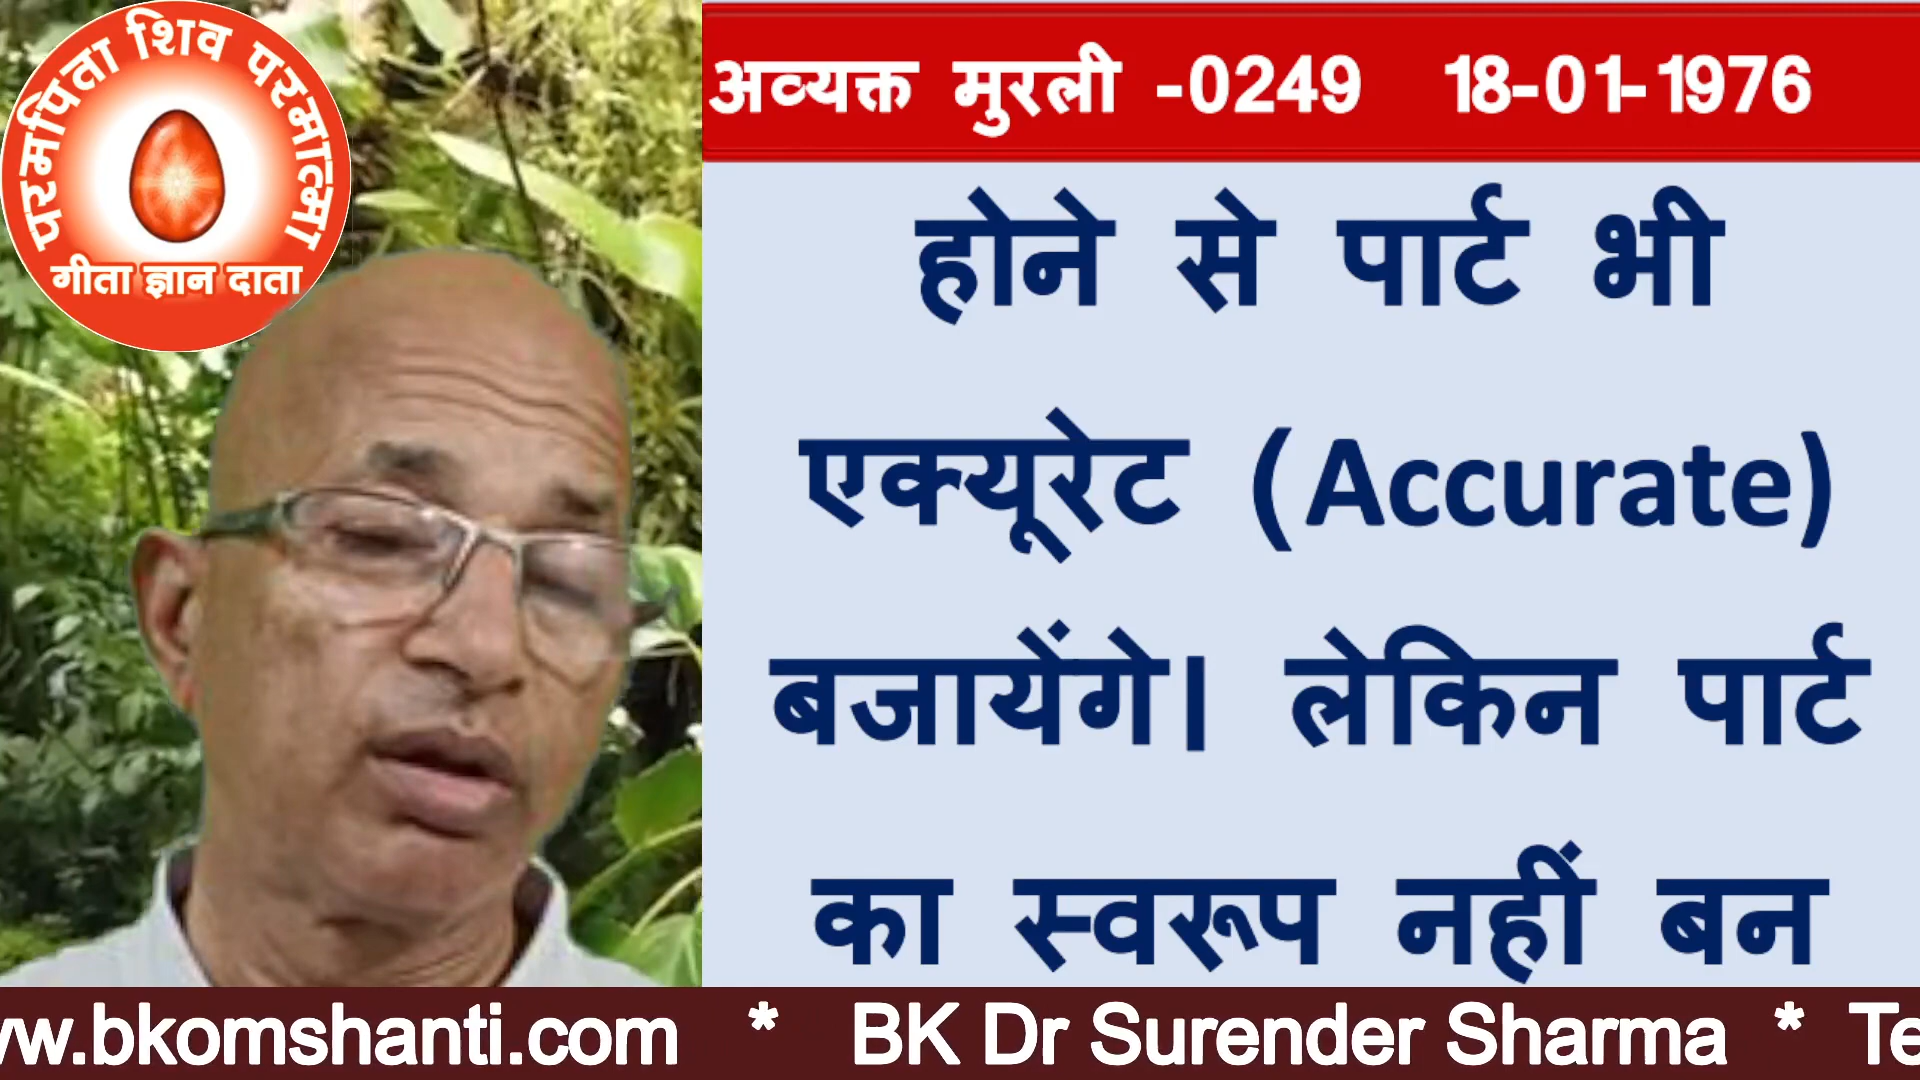 परमपिता शिव परमात्मा
गीता ज्ञान दाता
अव्यक्त मुरली -0249 18-01-1976
होने से पार्ट भी
एक्यूरेट (Accurate)
बजायेंगे। लेकिन पार्ट
का स्वरूप नहीं बन
ww.bkomshanti.com * BK Dr Surender Sharma * Te